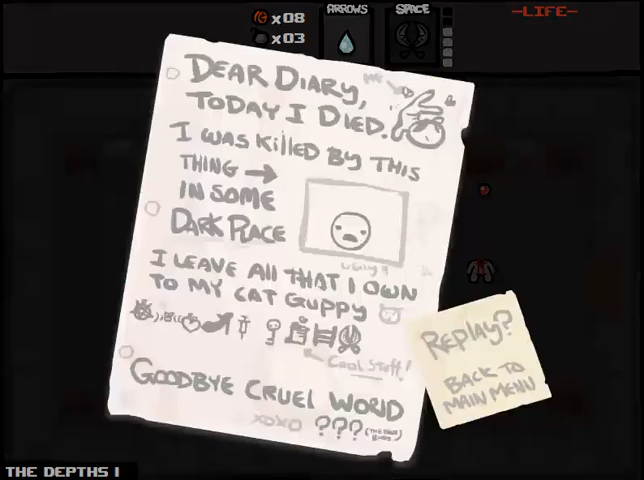 x08
x03
ARROWS
SPACE
-LIFE-
DEAR DIARY,
TODAY I DIED.
I WAS KILLED BY THIS
THING →
IN SOME
DARK PLACE
I LEAVE ALL THAT I OWN
TO MY CAT GUPPY
COOL STUFF!
GOODBYE CRUEL WORLD
XOXO ???
REPLAY?
BACK TO
MAIN MENU
THE DEPTHS I